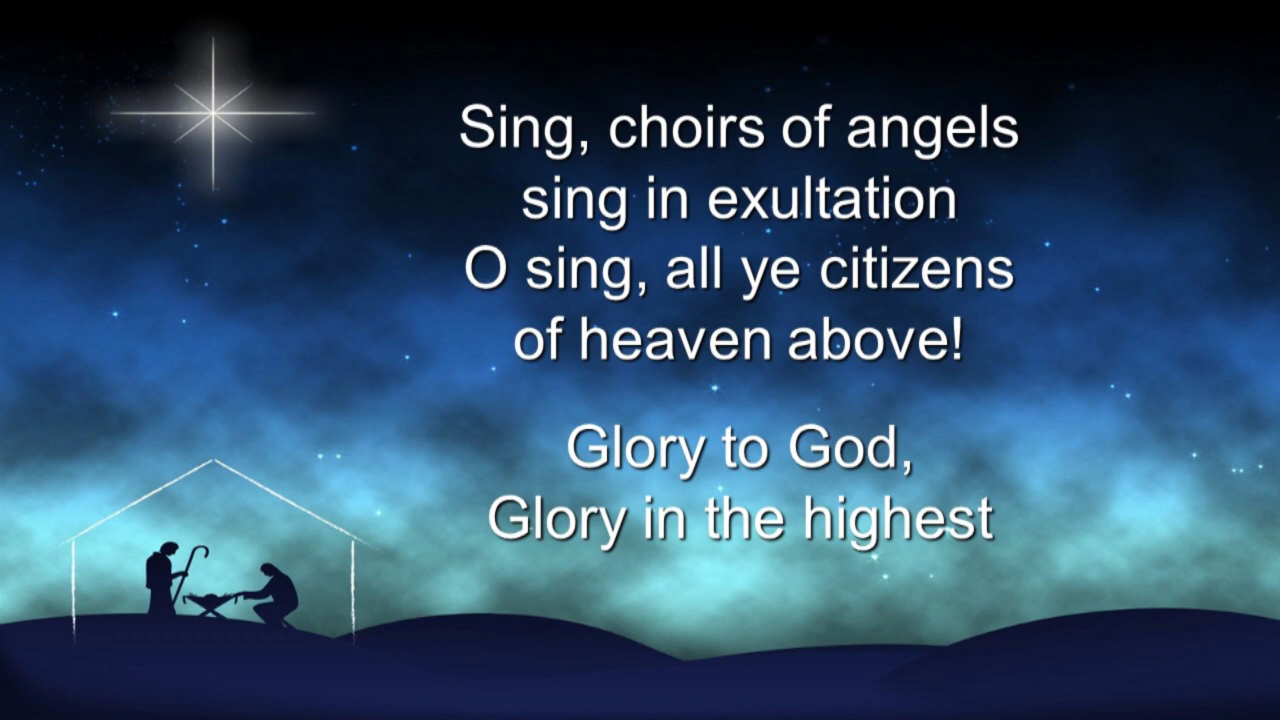 Sing, choirs of angels
sing in exultation
O sing, all ye citizens
of heaven above!
Glory to God,
Glory in the highest